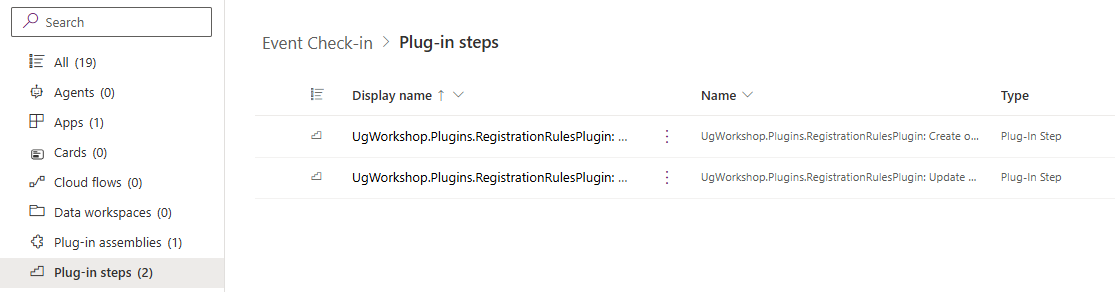 Search
All (19)
Agents (0)
Apps (1)
Cards (0)
Cloud flows (0)
Data workspaces (0)
Plug-in assemblies (1)
Plug-in steps (2)
Event Check-in > Plug-in steps
Display name ↑ Name Type
UgWorkshop.Plugins.RegistrationRulesPlugin: ... UgWorkshop.Plugins.RegistrationRulesPlugin: Create o... Plug-In Step
UgWorkshop.Plugins.RegistrationRulesPlugin: ... UgWorkshop.Plugins.RegistrationRulesPlugin: Update ... Plug-In Step